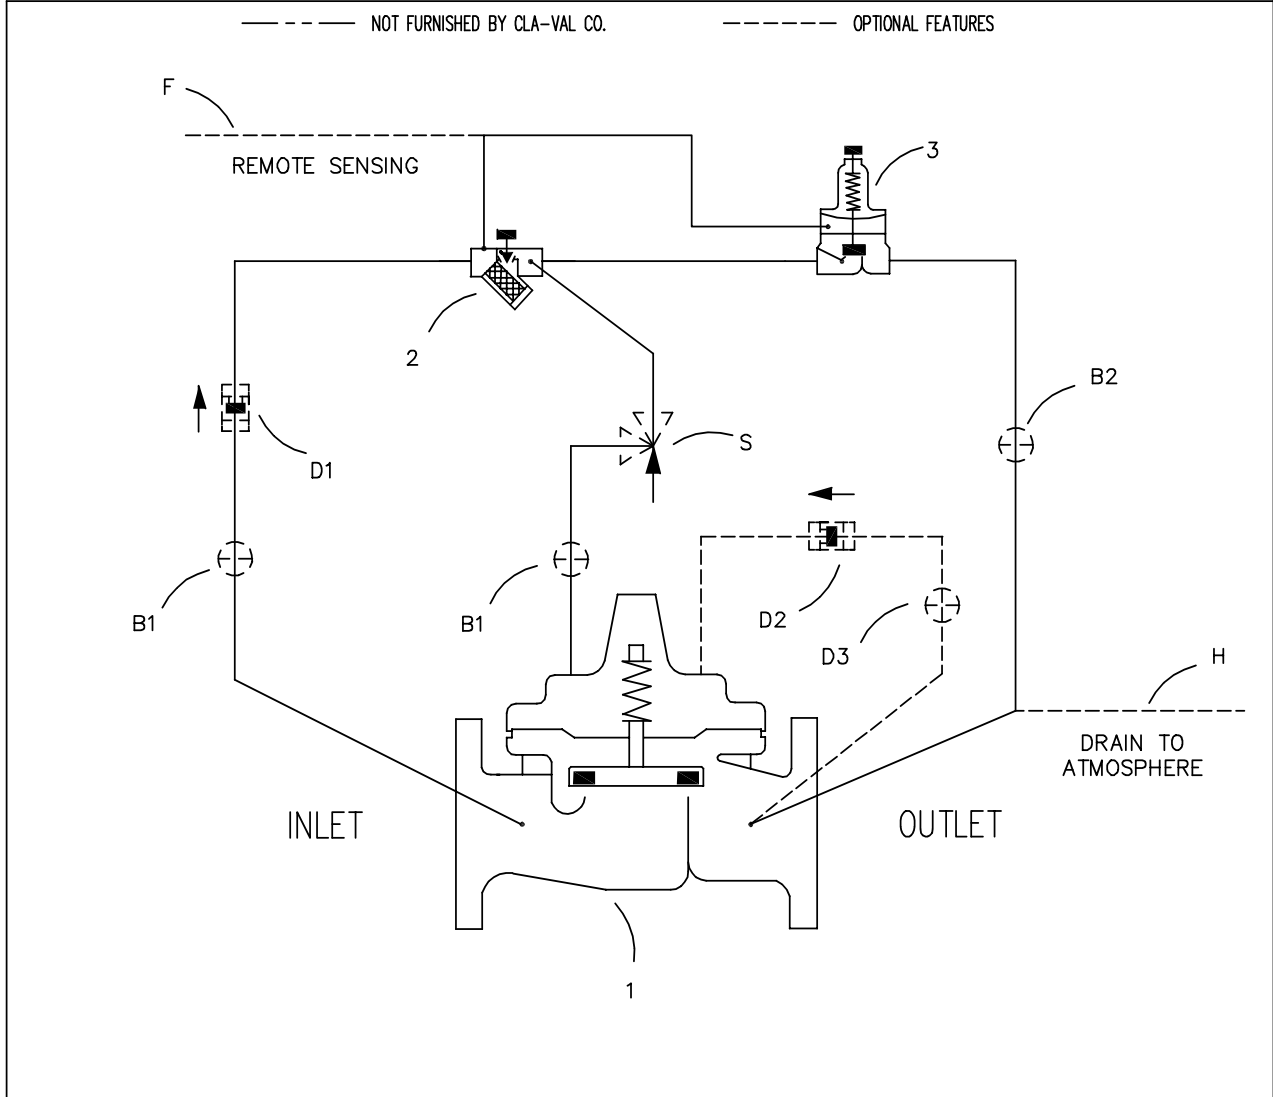 NOT FURNISHED BY CLA-VAL CO.
OPTIONAL FEATURES
F
REMOTE SENSING
3
2
B2
D1
S
B1
B1
D2
D3
H
DRAIN TO
ATMOSPHERE
INLET
OUTLET
1